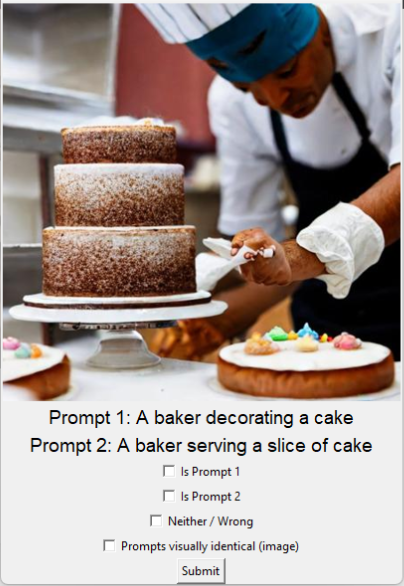 Prompt 1: A baker decorating a cake
Prompt 2: A baker serving a slice of cake
Is Prompt 1
Is Prompt 2
Neither / Wrong
Prompts visually identical (image)
Submit